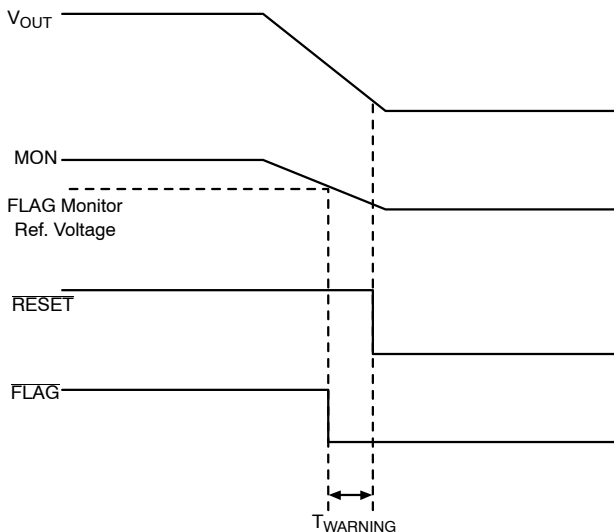 VOUT
MON
FLAG Monitor
Ref. Voltage
RESET
FLAG
TWARNING